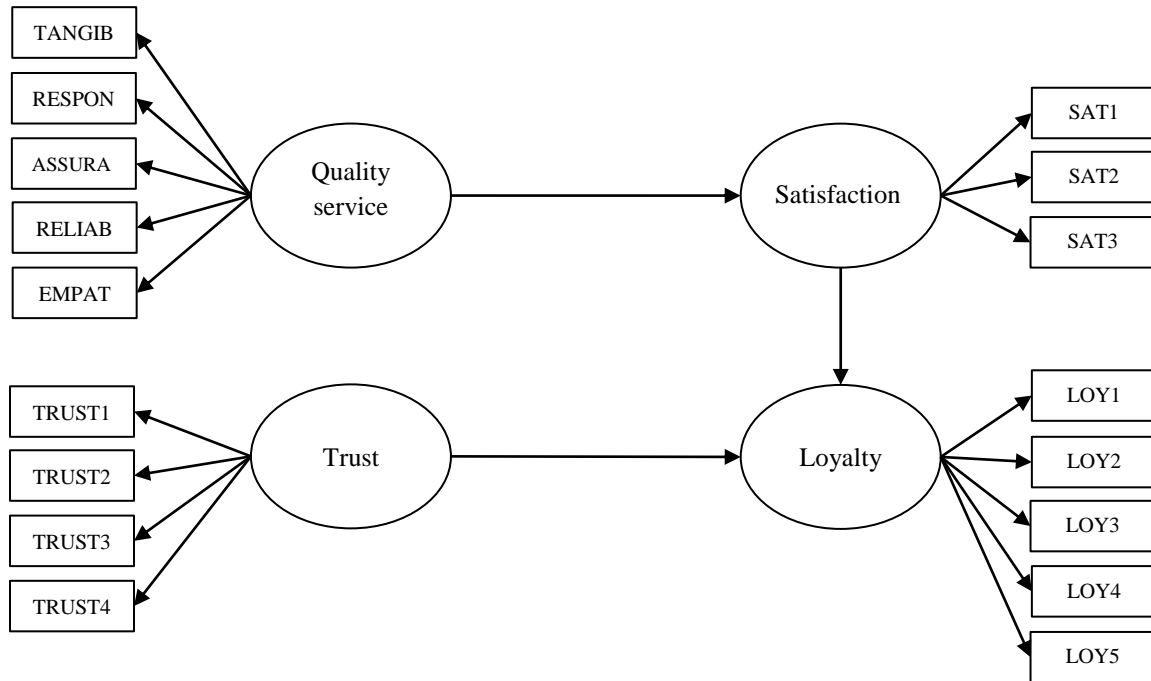 TANGIB
RESPON
ASSURA
RELIAB
EMPAT
Quality
service
Satisfaction
SAT1
SAT2
SAT3
TRUST1
TRUST2
TRUST3
TRUST4
Trust
Loyalty
LOY1
LOY2
LOY3
LOY4
LOY5